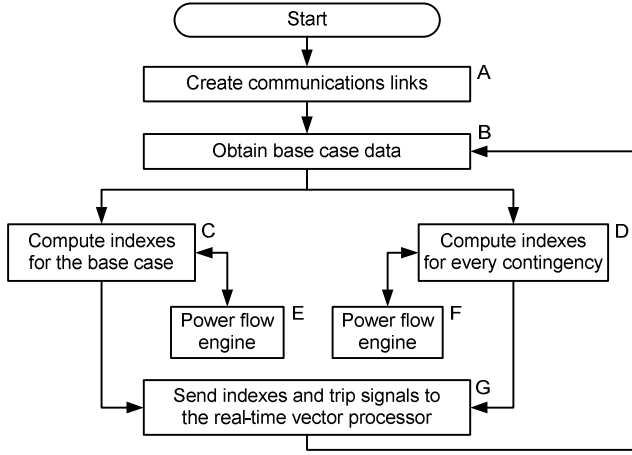 Start
Create communications links
A
Obtain base case data
B
Compute indexes
for the base case
C
Compute indexes
for every contingency
D
Power flow
engine
E
Power flow
engine
F
Send indexes and trip signals to
the real-time vector processor
G